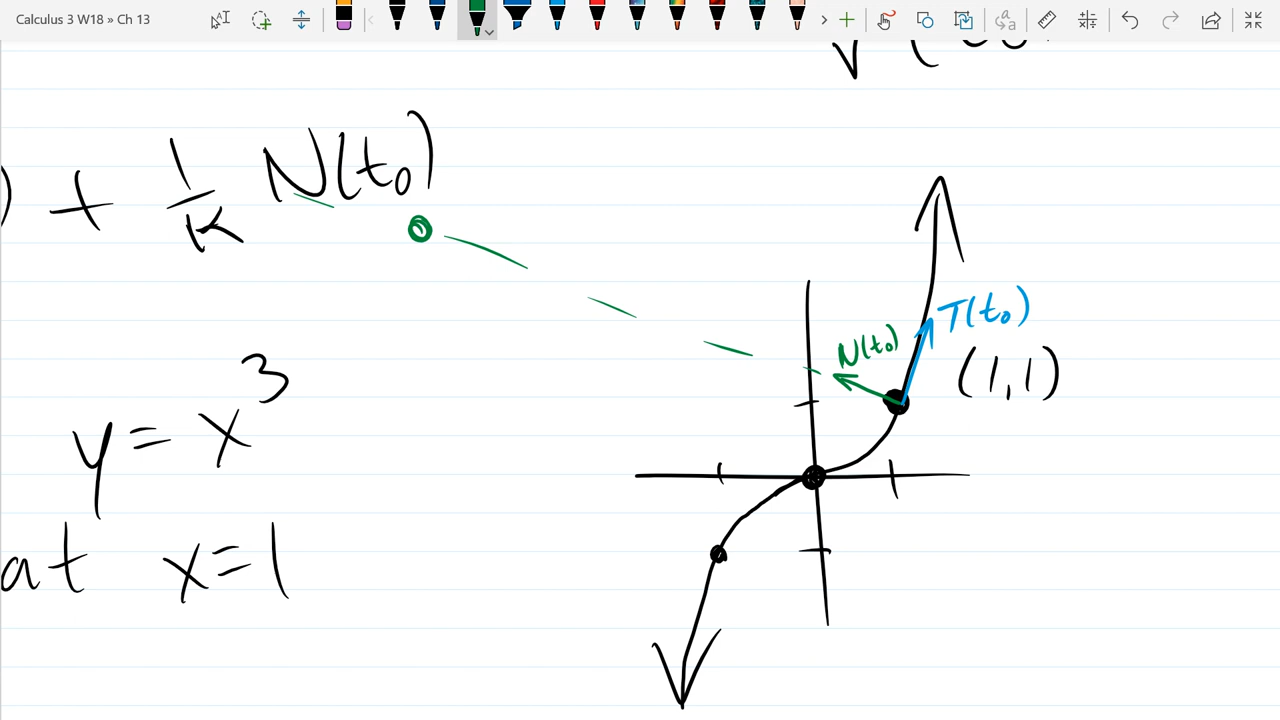 Calculus 3 W18 » Ch 13
) + 1/K N(t₀)
N(t₀)
T(t₀)
(1,1)
y = x³
at x=1